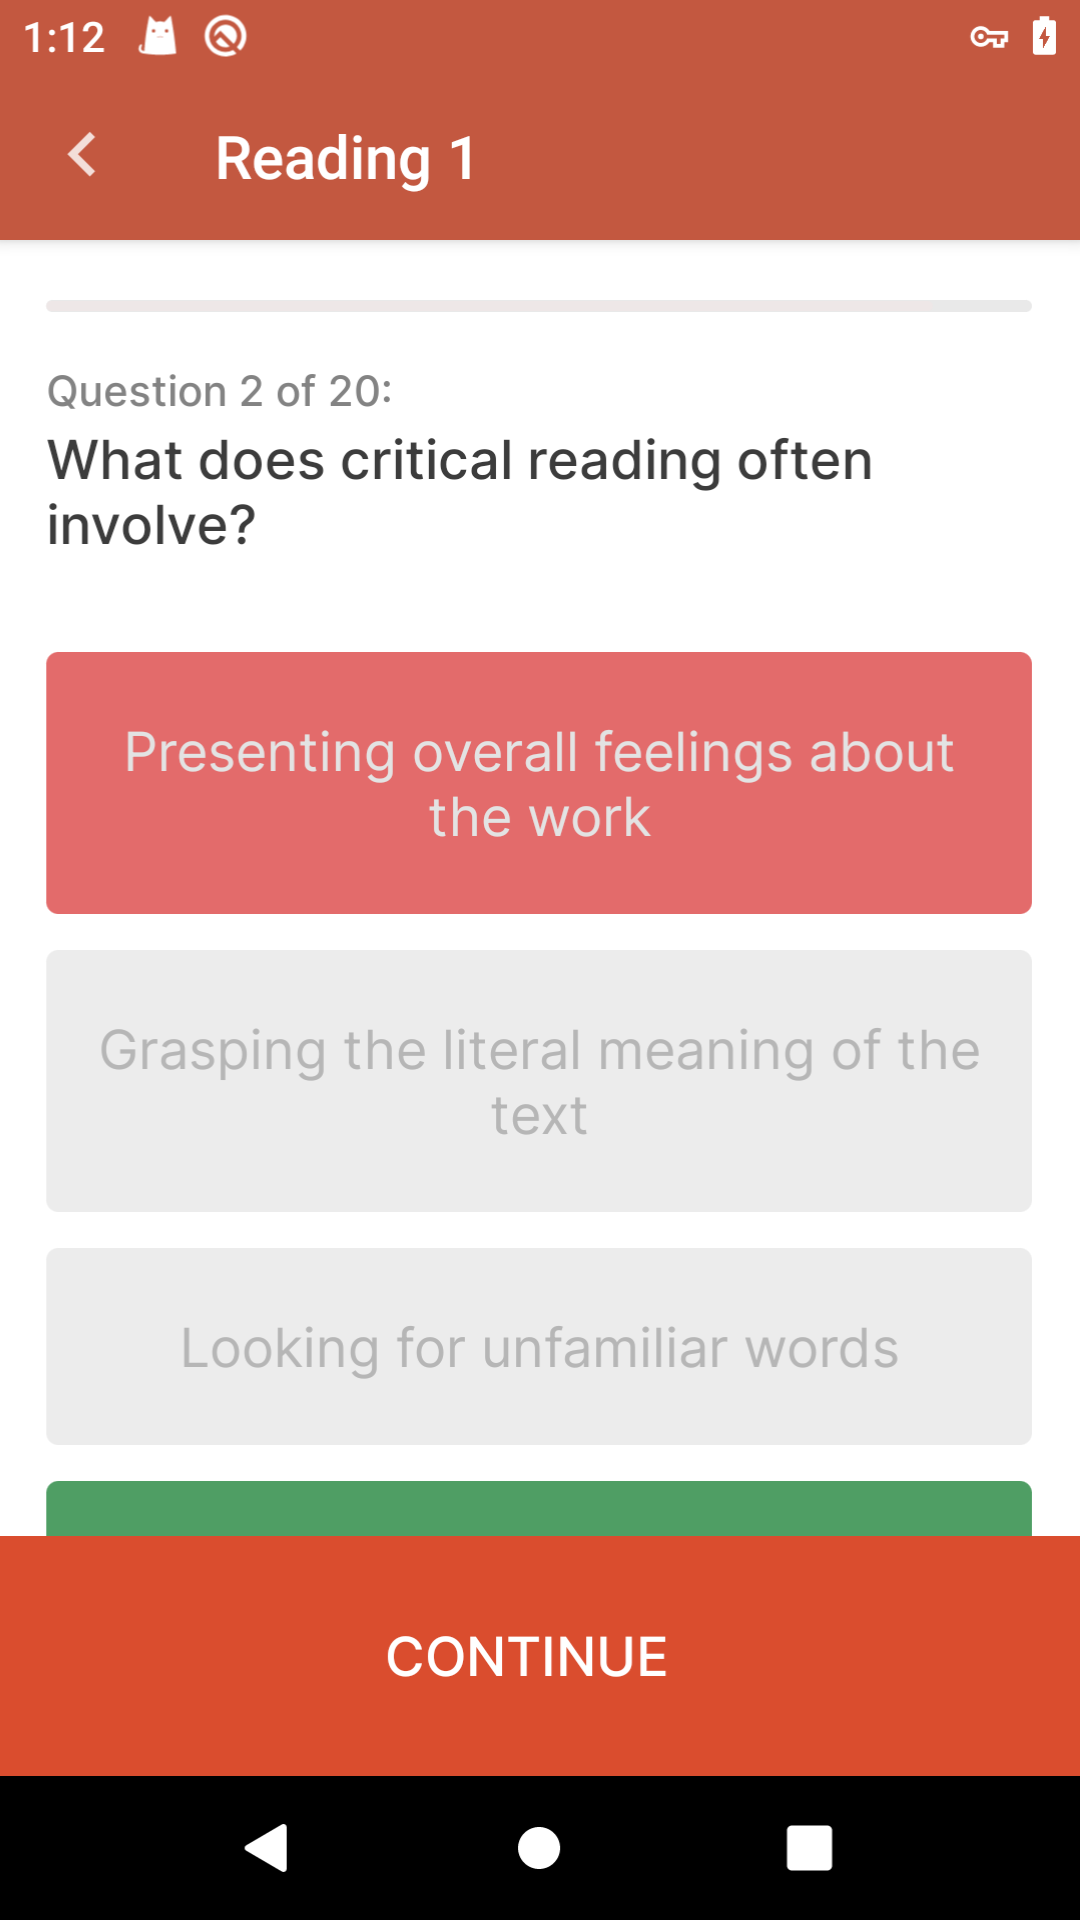 1:12
Reading 1
Question 2 of 20:
What does critical reading often
involve?
Presenting overall feelings about
the work
Grasping the literal meaning of the
text
Looking for unfamiliar words
CONTINUE